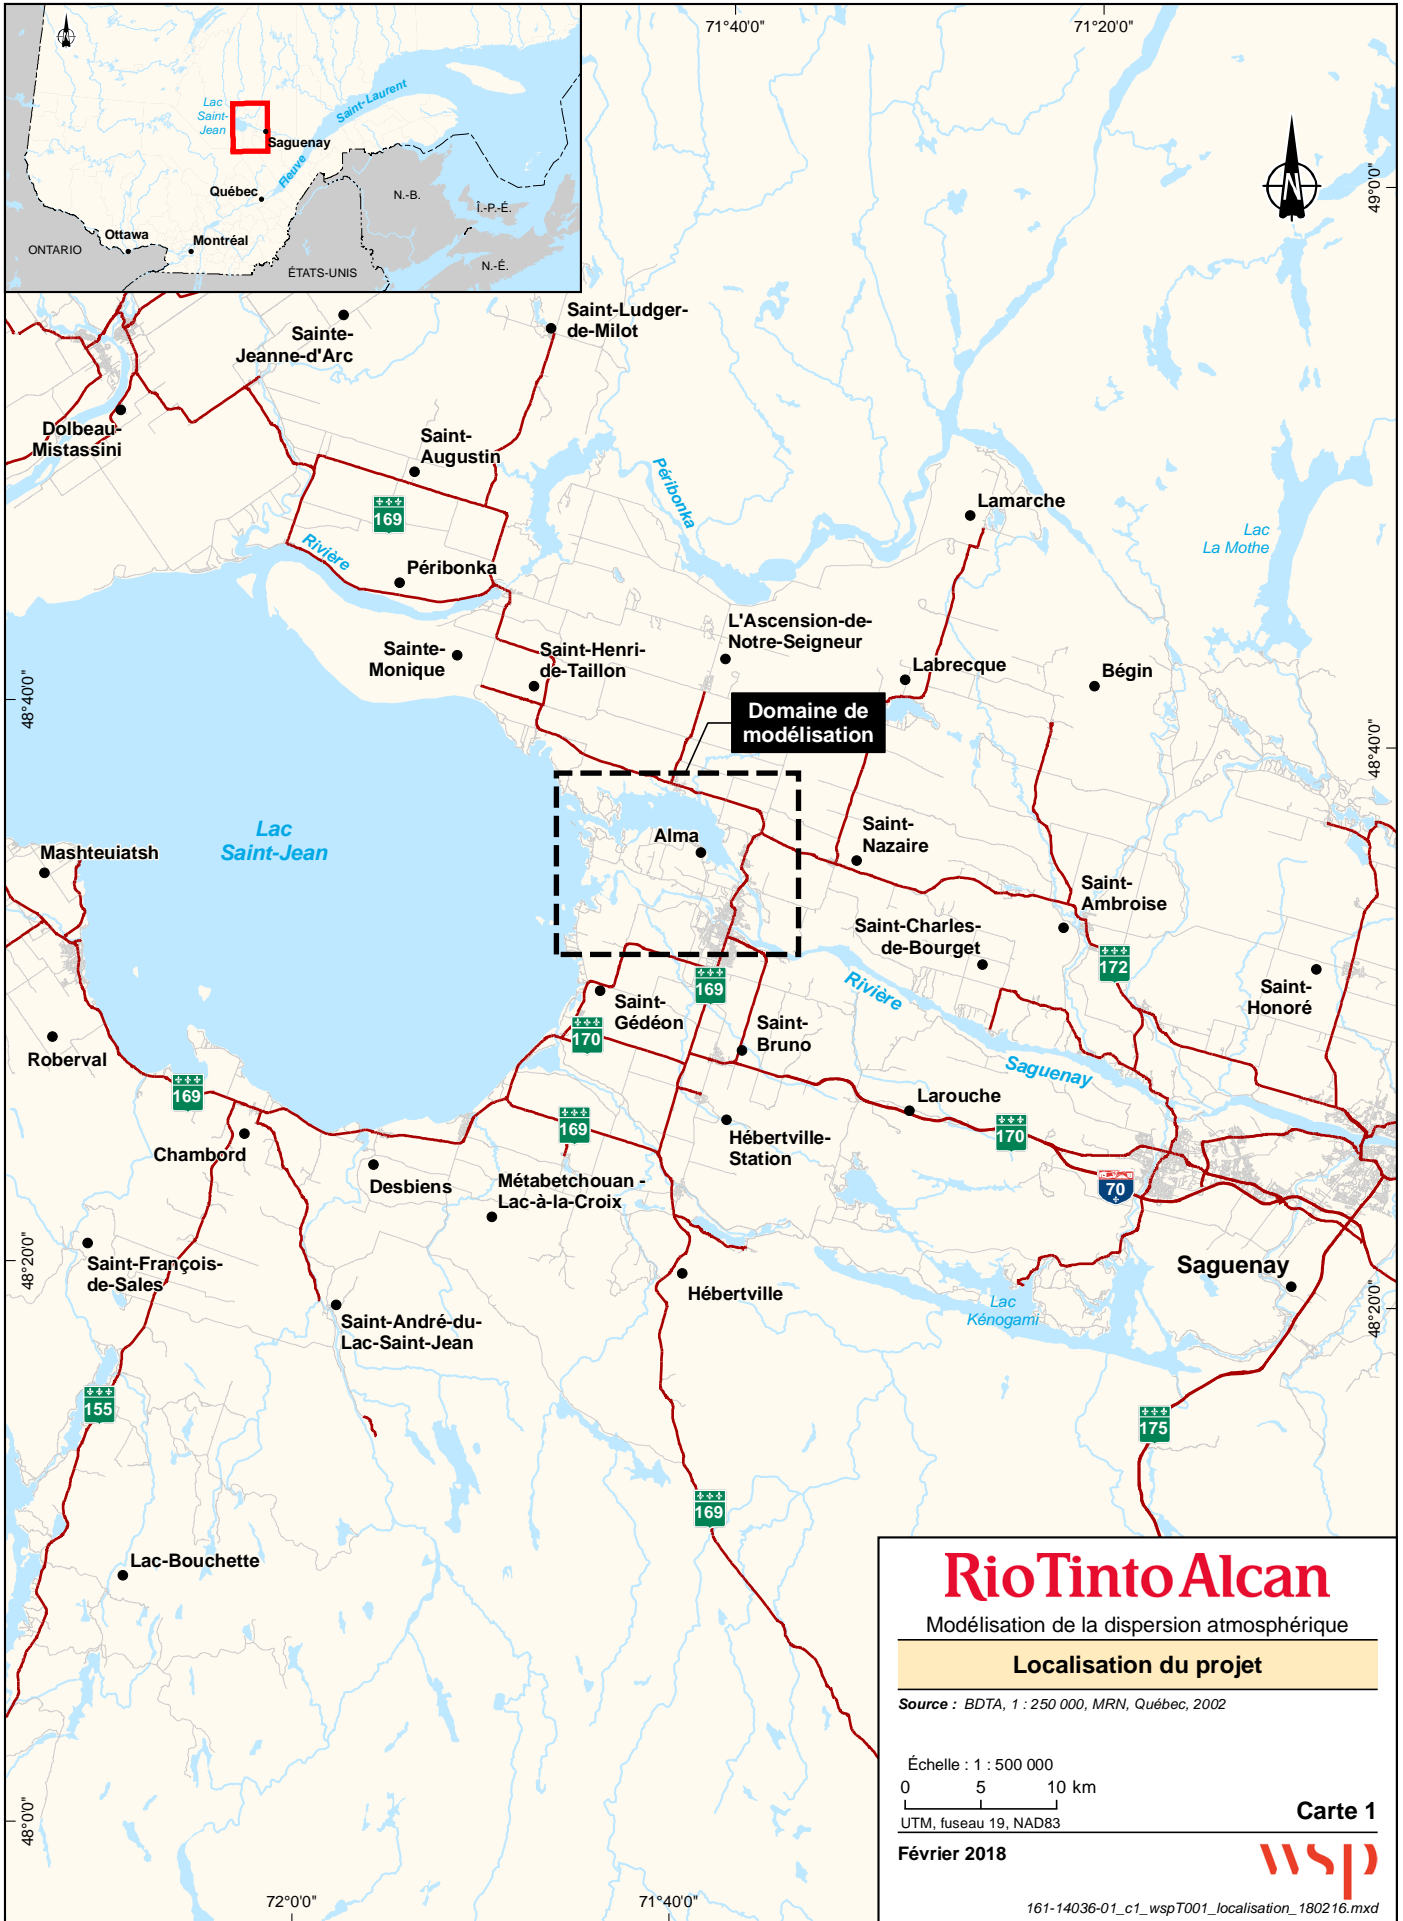 71°40'0"
71°20'0"
Lac
Saint-
Jean
Saguenay
Fleuve
Saint-Laurent
Québec
Ottawa
Montréal
ONTARIO
ÉTATS-UNIS
N.-B.
Î.-P.-É.
N.-É.
49°0'0"
Sainte-
Jeanne-d'Arc
Saint-Ludger-
de-Milot
Dolbeau-
Mistassini
Saint-
Augustin
169
Péribonka
Lamarche
Lac
La Mothe
Rivière
Péribonka
L'Ascension-de-
Notre-Seigneur
Sainte-
Monique
Saint-Henri-
de-Taillon
Labrecque
Bégin
48°40'0"
48°40'0"
Domaine de
modélisation
Lac
Saint-Jean
Mashteuiatsh
Alma
Saint-
Nazaire
Saint-
Ambroise
Saint-Charles-
de-Bourget
172
Saint-
Honoré
Rivière
169
Saint-
Gédéon
170
Saint-
Bruno
Roberval
Saguenay
169
Larouche
169
170
Hébertville-
Station
Chambord
Desbiens
Métabetchouan -
Lac-à-la-Croix
70
Saint-François-
de-Sales
48°20'0"
Saguenay
Hébertville
Lac
Kénogami
48°20'0"
Saint-André-du-
Lac-Saint-Jean
155
175
169
Lac-Bouchette
48°0'0"
72°0'0"
71°40'0"
RioTinto Alcan
Modélisation de la dispersion atmosphérique
Localisation du projet
Source : BDTA, 1 : 250 000, MRN, Québec, 2002
Échelle : 1 : 500 000
0 5 10 km
UTM, fuseau 19, NAD83
Carte 1
Février 2018
wsp
161-14036-01_c1_wspT001_localisation_180216.mxd